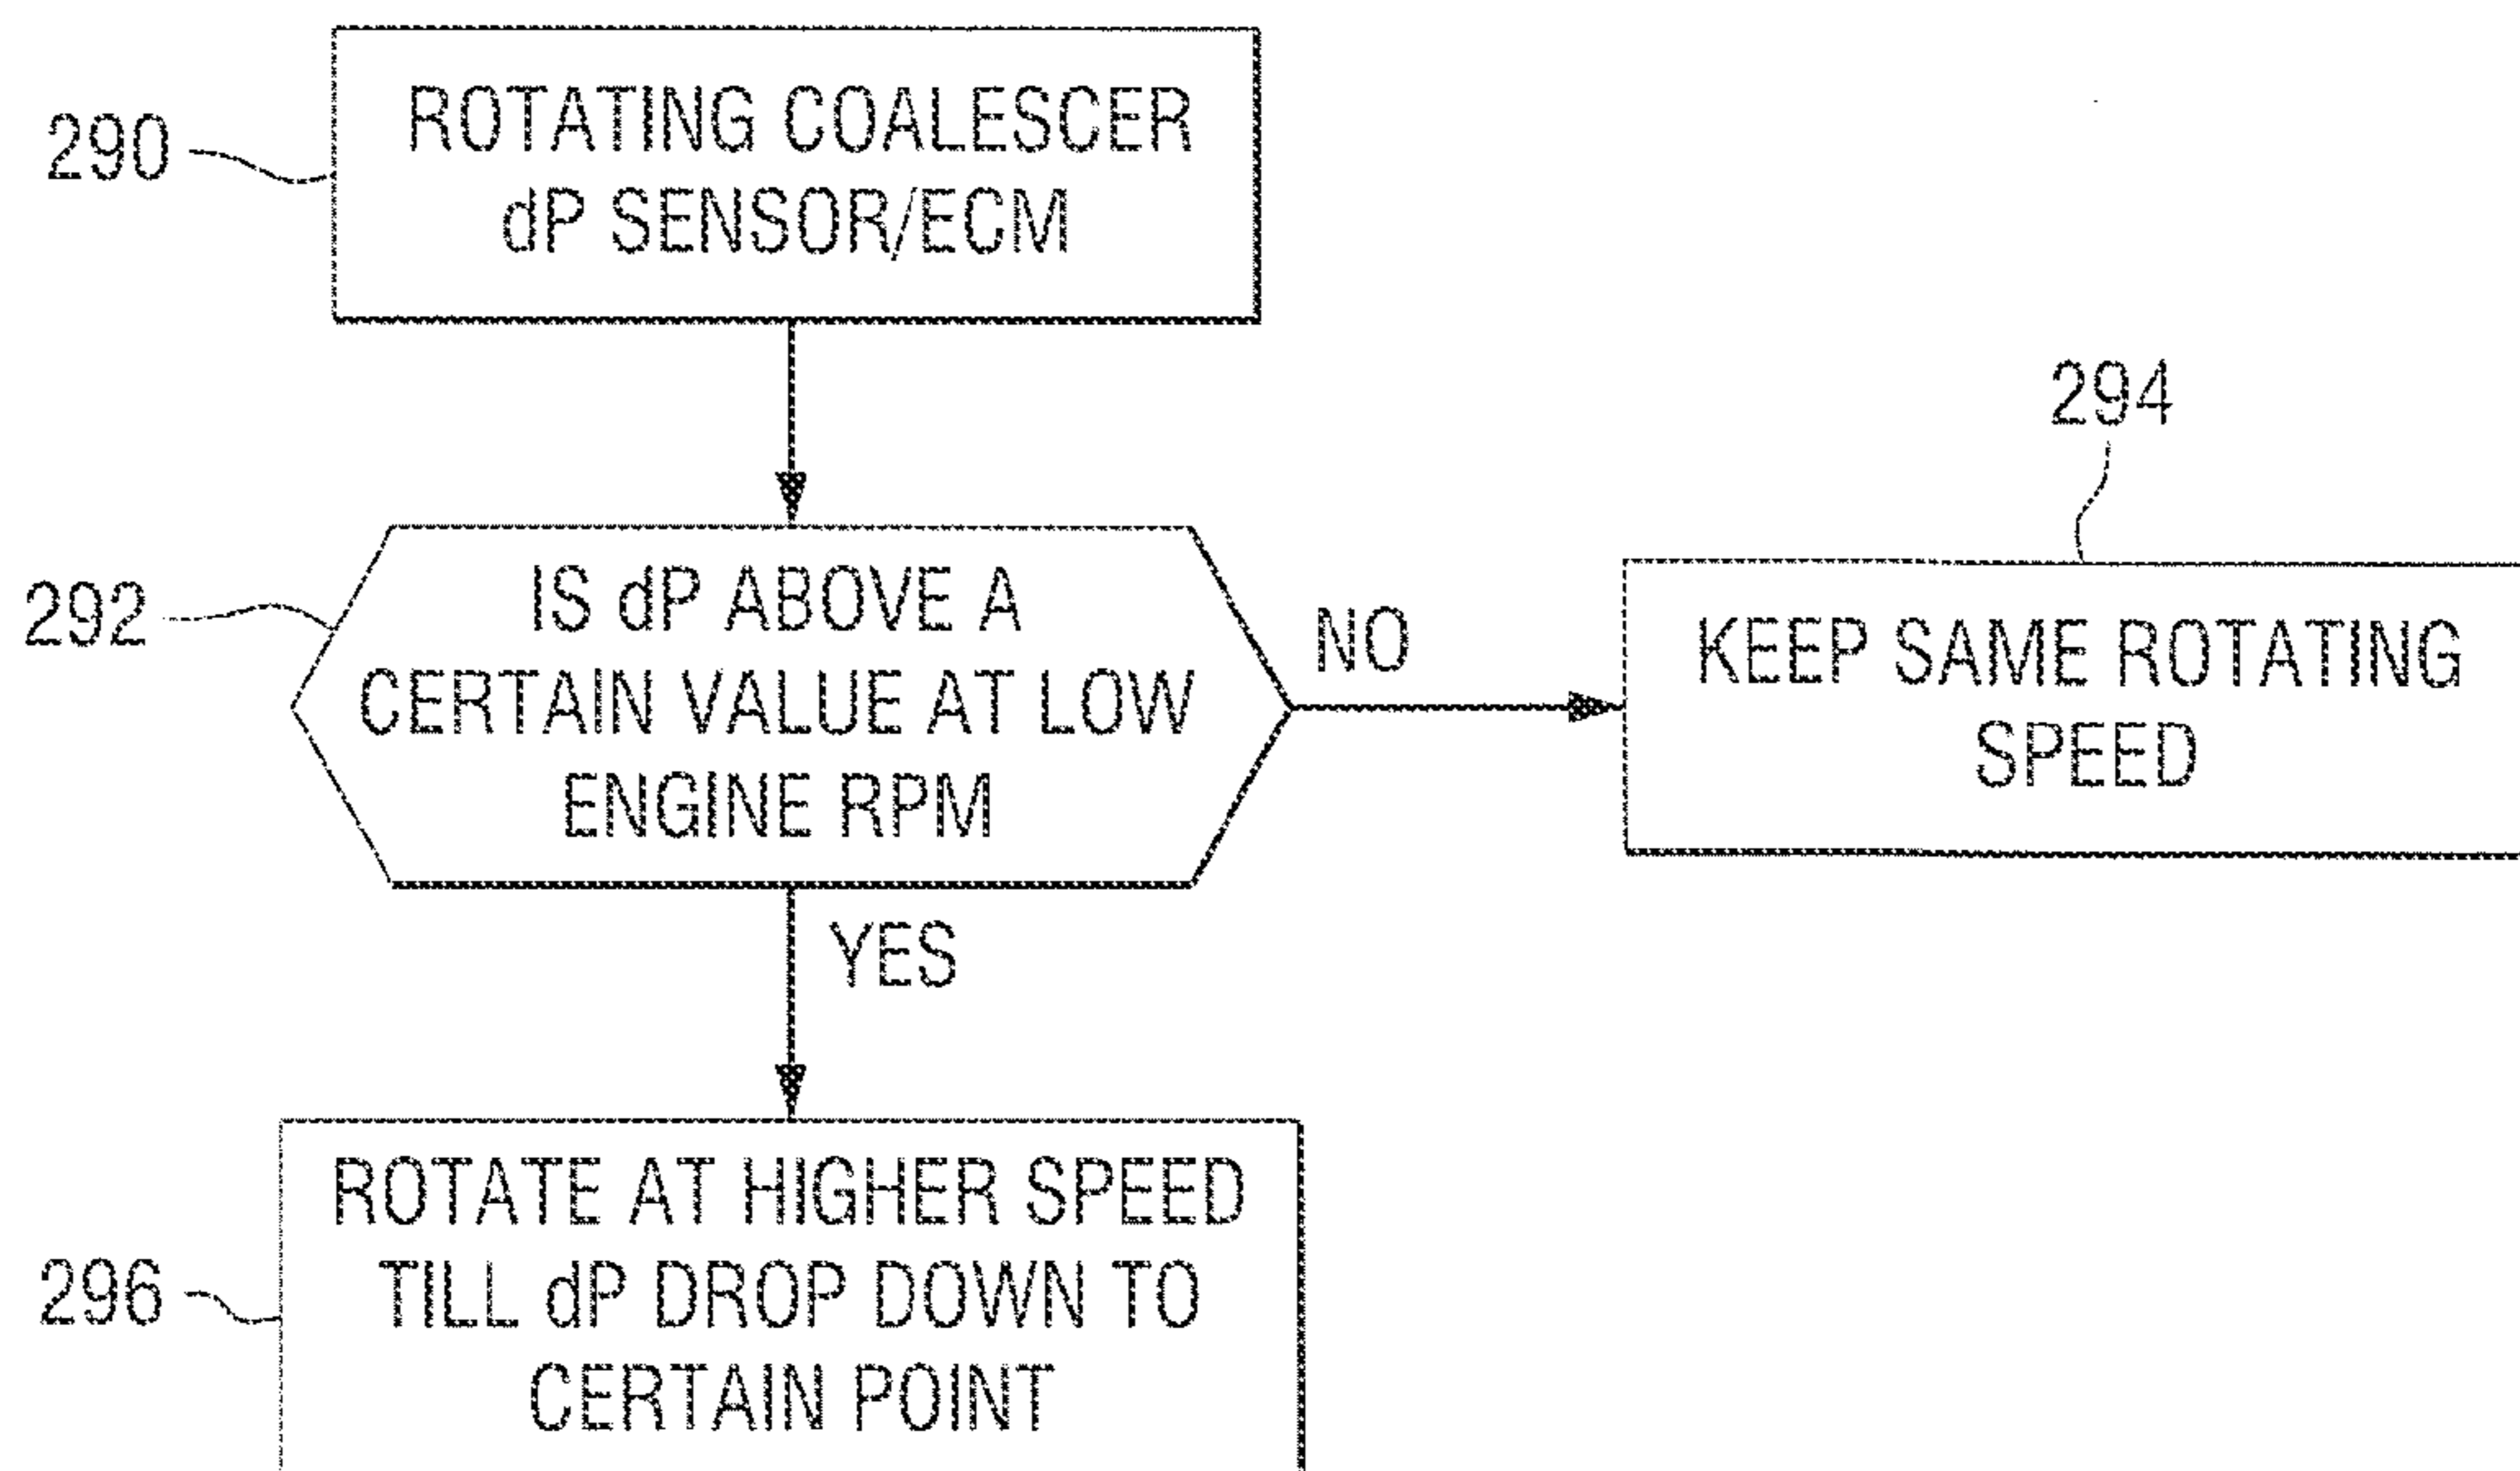 290
ROTATING COALESCER
dP SENSOR/ECM
292
IS dP ABOVE A
CERTAIN VALUE AT LOW
ENGINE RPM
NO
294
KEEP SAME ROTATING
SPEED
YES
296
ROTATE AT HIGHER SPEED
TILL dP DROP DOWN TO
CERTAIN POINT